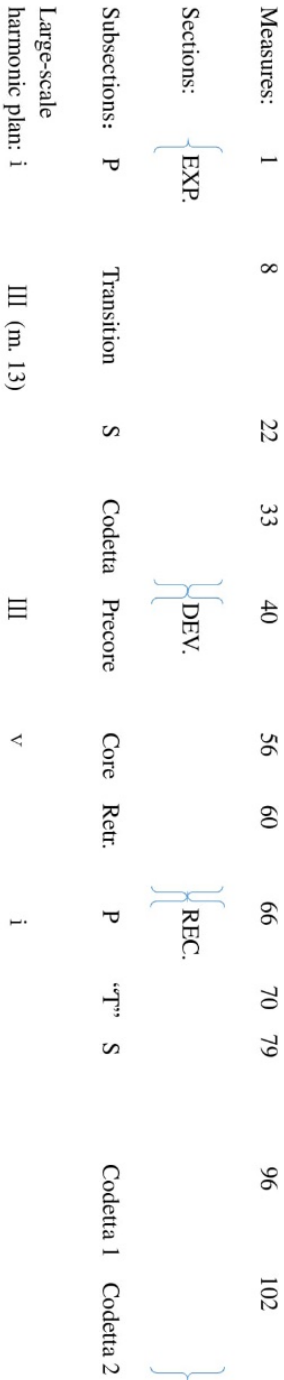 Measures: 1 8 22 33 40 56 60 66 70 79 96 102
Sections: EXP. DEV. REC.
Subsections: P Transition S Codetta Precore Core Retr. P “T” S Codetta 1 Codetta 2
Large-scale
harmonic plan: i III (m. 13) III v i